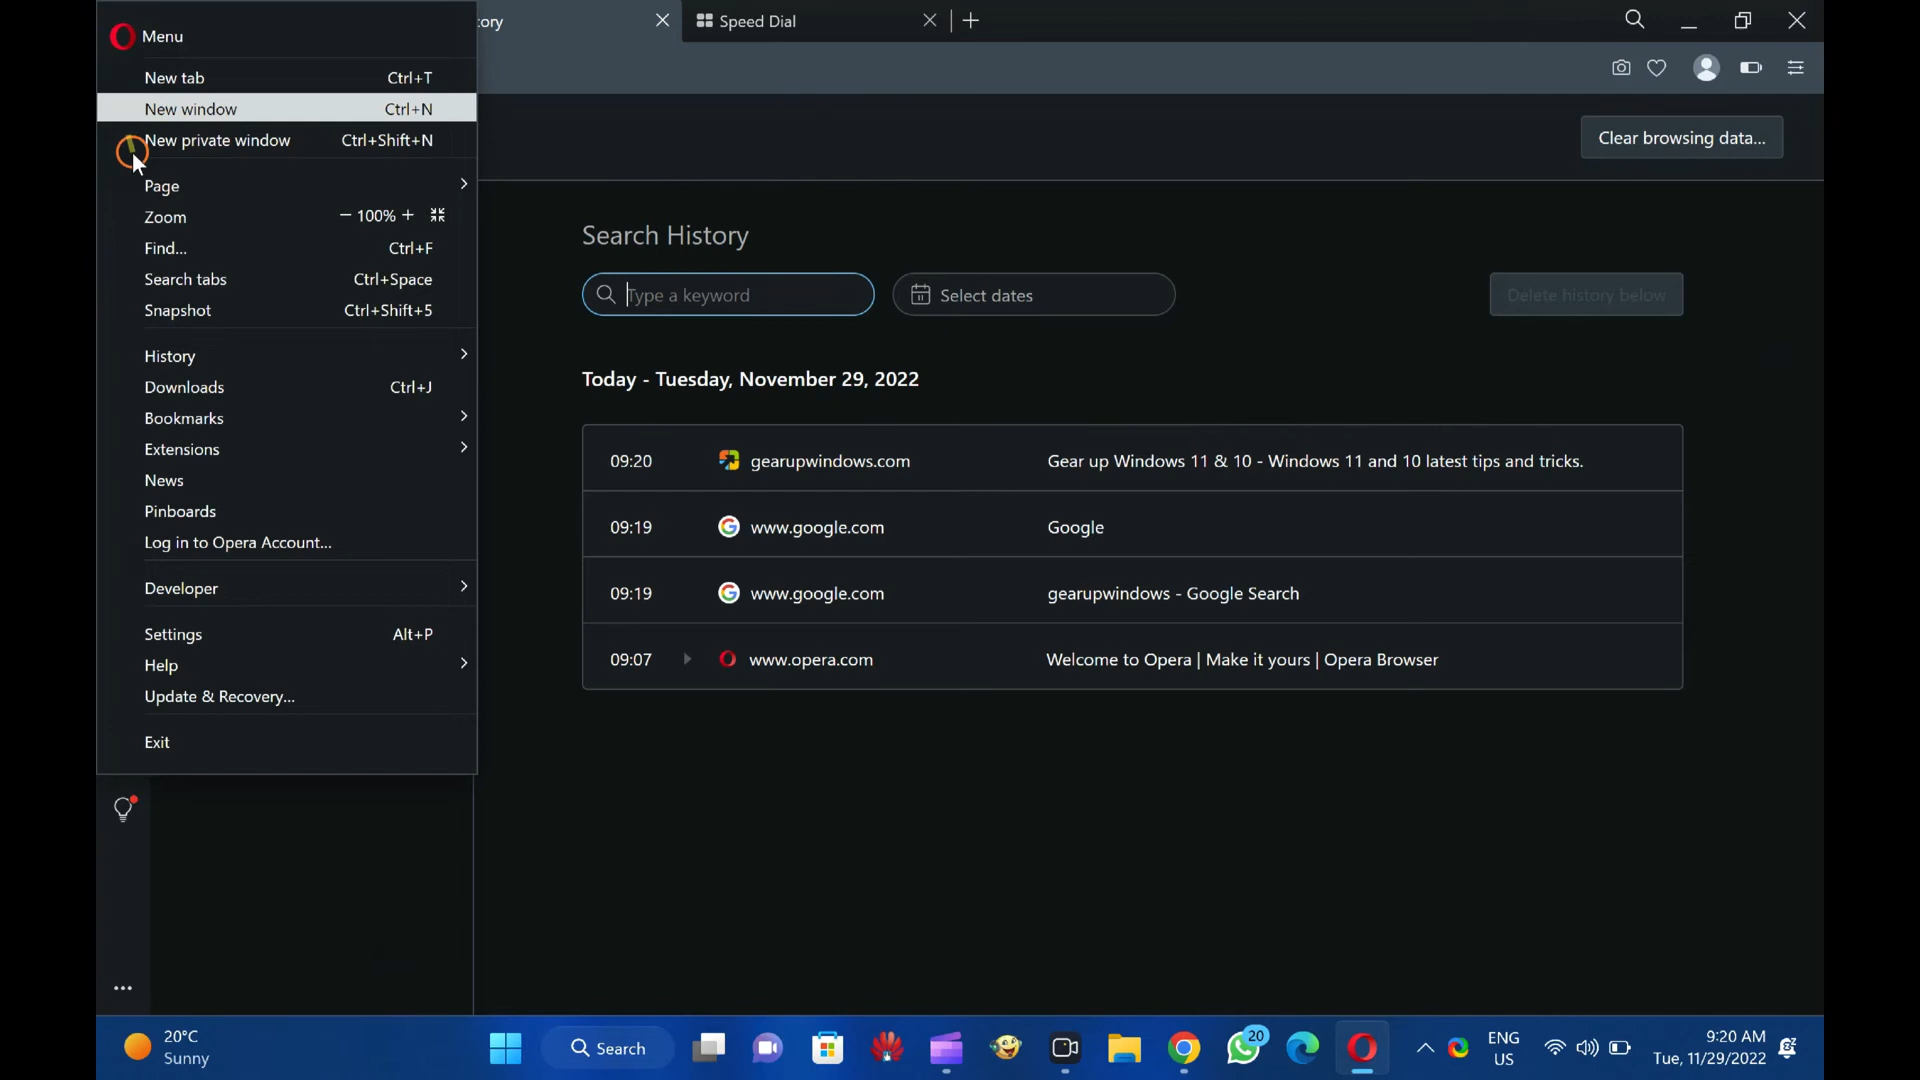 Menu
New tab Ctrl+T
New window Ctrl+N
New private window Ctrl+Shift+N
Page
Zoom − 100% +
Find... Ctrl+F
Search tabs Ctrl+Space
Snapshot Ctrl+Shift+5
History
Downloads Ctrl+J
Bookmarks
Extensions
News
Pinboards
Log in to Opera Account...
Developer
Settings Alt+P
Help
Update & Recovery...
Exit
ory
Speed Dial
Clear browsing data...
Search History
Type a keyword
Select dates
Delete history below
Today - Tuesday, November 29, 2022
09:20 gearupwindows.com Gear up Windows 11 & 10 - Windows 11 and 10 latest tips and tricks.
09:19 www.google.com Google
09:19 www.google.com gearupwindows - Google Search
09:07 www.opera.com Welcome to Opera | Make it yours | Opera Browser
20°C
Sunny
Search
20
ENG
US
9:20 AM
Tue, 11/29/2022